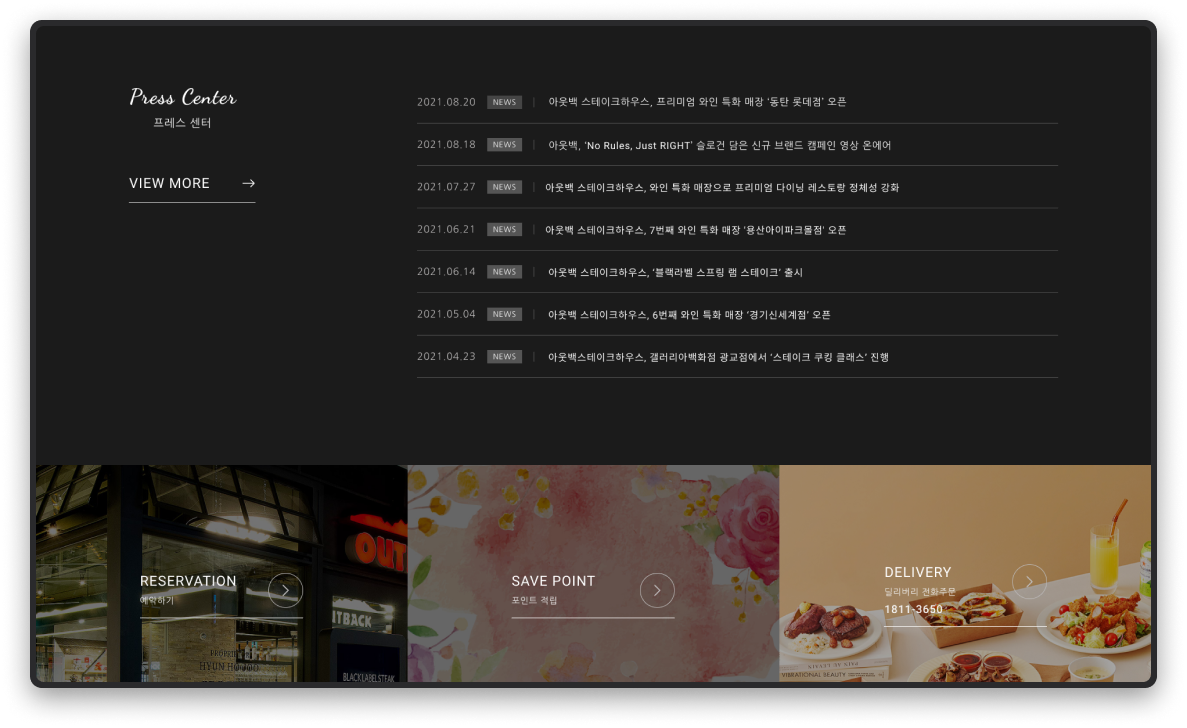 Press Center
프레스 센터
VIEW MORE
2021.08.20 NEWS 아웃백 스테이크하우스, 프리미엄 와인 특화 매장 ‘동탄 롯데점’ 오픈
2021.08.18 NEWS 아웃백, ‘No Rules, Just RIGHT’ 슬로건 담은 신규 브랜드 캠페인 영상 온에어
2021.07.27 NEWS 아웃백 스테이크하우스, 와인 특화 매장으로 프리미엄 다이닝 레스토랑 정체성 강화
2021.06.21 NEWS 아웃백 스테이크하우스, 7번째 와인 특화 매장 ‘용산아이파크몰점’ 오픈
2021.06.14 NEWS 아웃백 스테이크하우스, ‘블랙라벨 스프링 램 스테이크’ 출시
2021.05.04 NEWS 아웃백 스테이크하우스, 6번째 와인 특화 매장 ‘경기신세계점’ 오픈
2021.04.23 NEWS 아웃백스테이크하우스, 갤러리아백화점 광교점에서 ‘스테이크 쿠킹 클래스’ 진행
OUT
RESERVATION
예약하기
TBACK
BLACKLABELSTEAK
SAVE POINT
포인트 적립
DELIVERY
딜리버리 전화주문
1811-3650
VIBRATIONAL BEAUTY